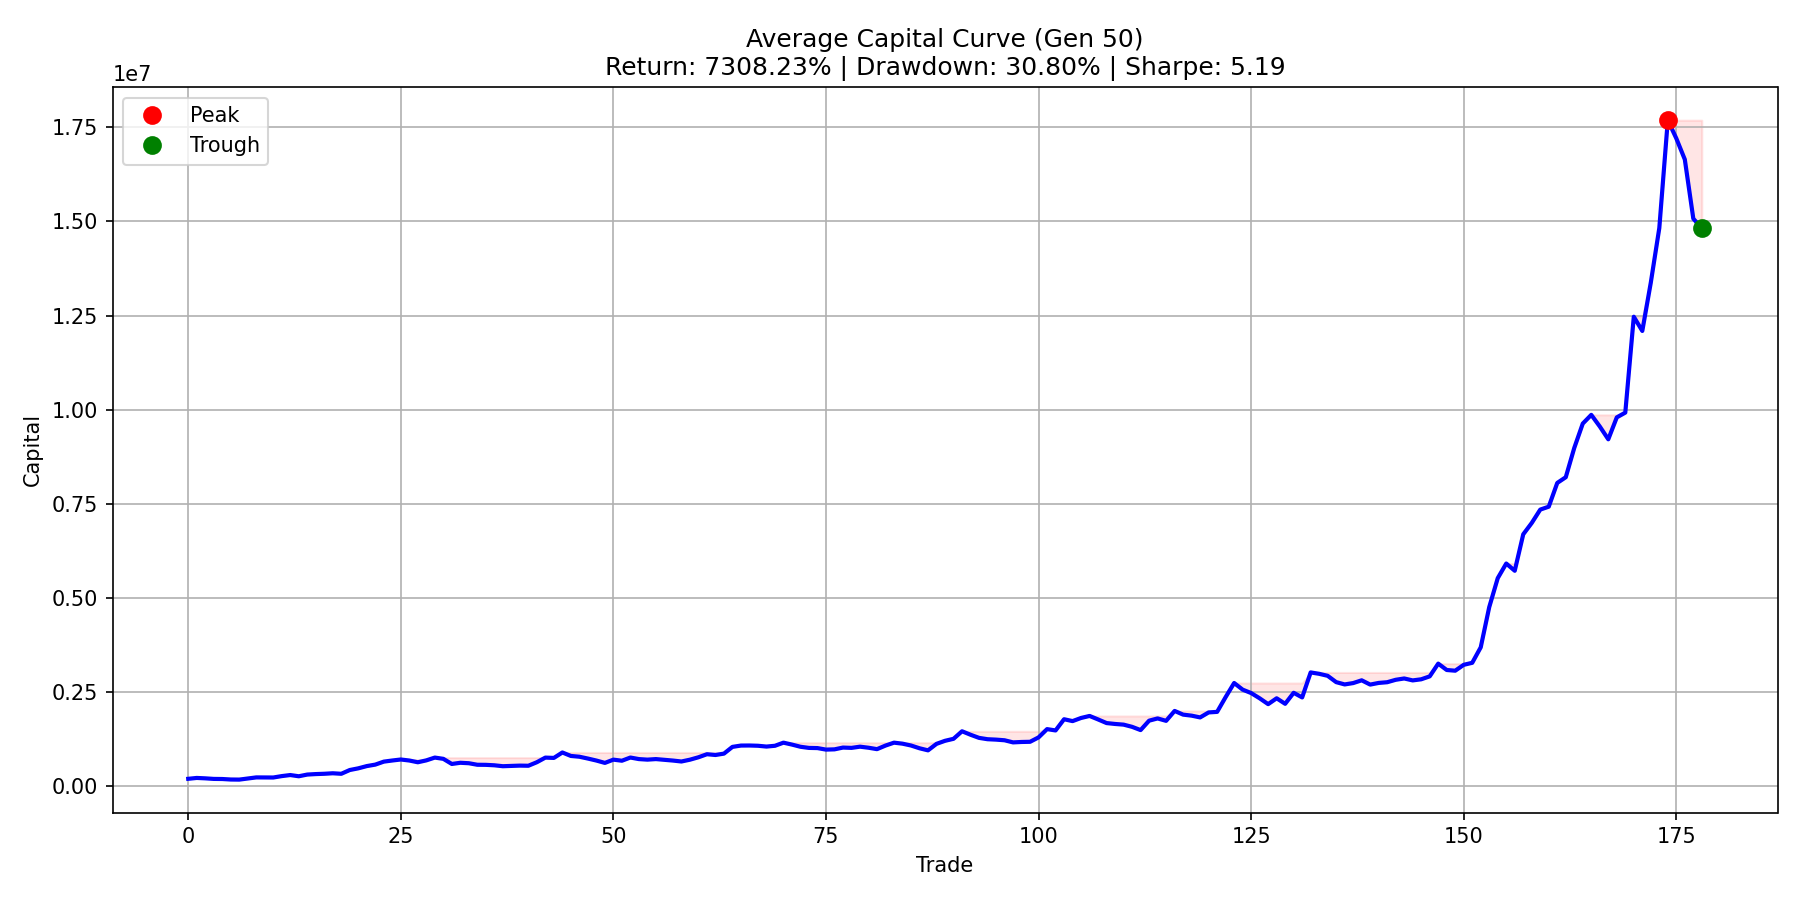 Average Capital Curve (Gen 50)
Return: 7308.23% | Drawdown: 30.80% | Sharpe: 5.19
1e7
Peak
Trough
1.75
1.50
1.25
1.00
0.75
0.50
0.25
0.00
Capital
0 25 50 75 100 125 150 175
Trade